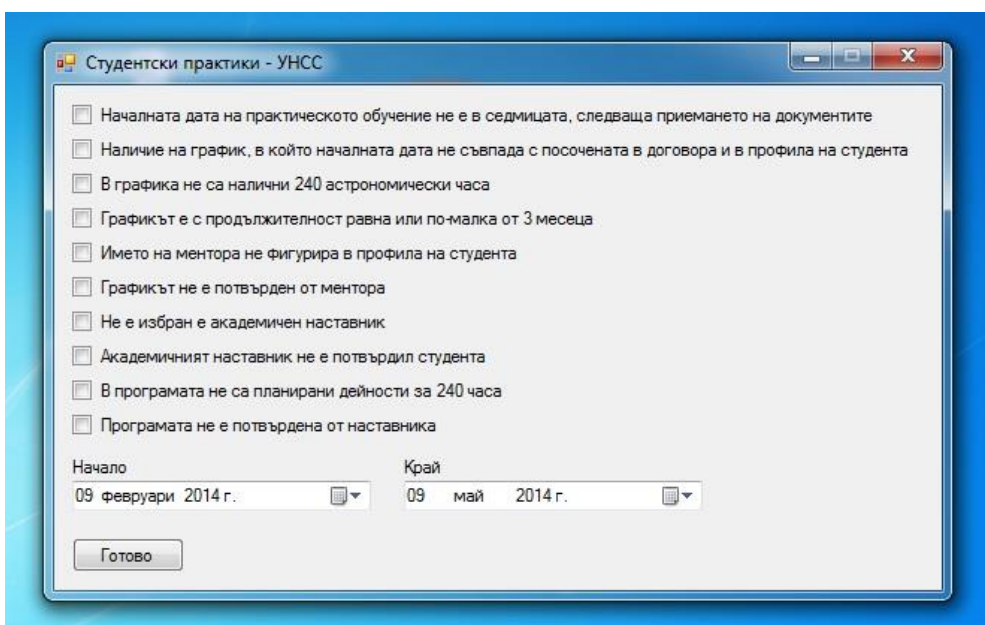 Студентски практики - УНСС
Началната дата на практическото обучение не е в седмицата, следваща приемането на документите
Наличие на график, в който началната дата не съвпада с посочената в договора и в профила на студента
В графика не са налични 240 астрономически часа
Графикът е с продължителност равна или по-малка от 3 месеца
Името на ментора не фигурира в профила на студента
Графикът не е потвърден от ментора
Не е избран е академичен наставник
Академичният наставник не е потвърдил студента
В програмата не са планирани дейности за 240 часа
Програмата не е потвърдена от наставника
Начало Край
09 февруари 2014 г. 09 май 2014 г.
Готово